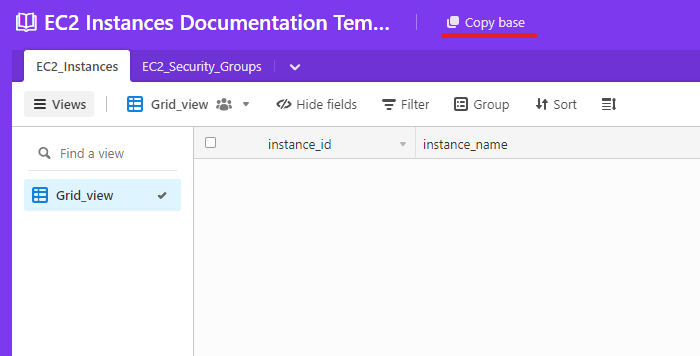 EC2 Instances Documentation Tem... Copy base
EC2_Instances EC2_Security_Groups
Views Grid_view Hide fields Filter Group Sort
Find a view instance_id instance_name
Grid_view